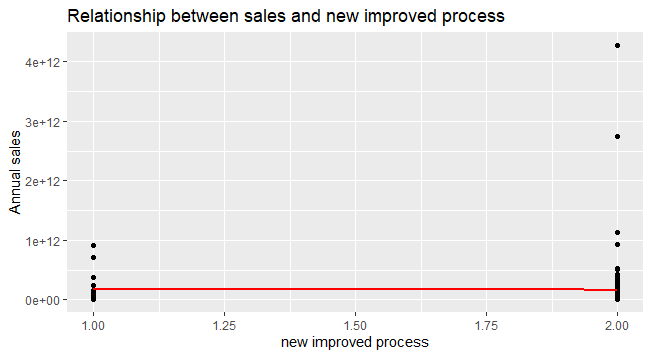 Relationship between sales and new improved process
Annual sales
4e+12
3e+12
2e+12
1e+12
0e+00
1.00 1.25 1.50 1.75 2.00
new improved process